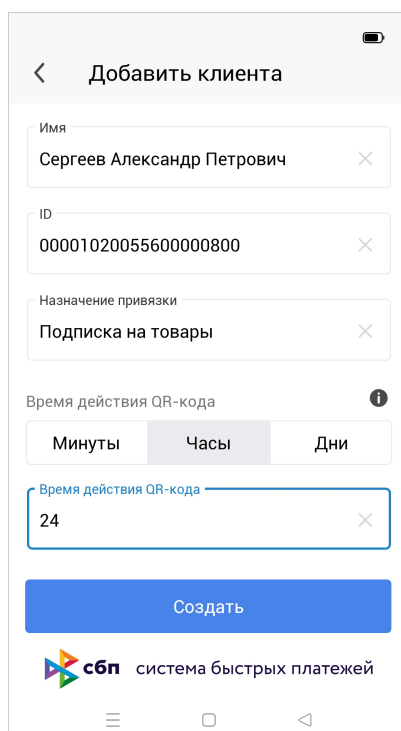 Добавить клиента
Имя
Сергеев Александр Петрович
ID
00001020055600000800
Назначение привязки
Подписка на товары
Время действия QR-кода
Минуты Часы Дни
Время действия QR-кода
24
Создать
сбп система быстрых платежей